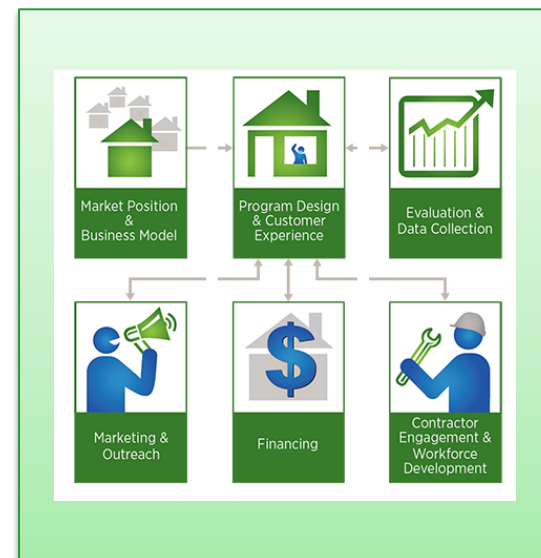 Market Position
&
Business Model
Program Design
& Customer
Experience
Evaluation &
Data Collection
Marketing &
Outreach
$
Financing
Contractor
Engagement &
Workforce
Development